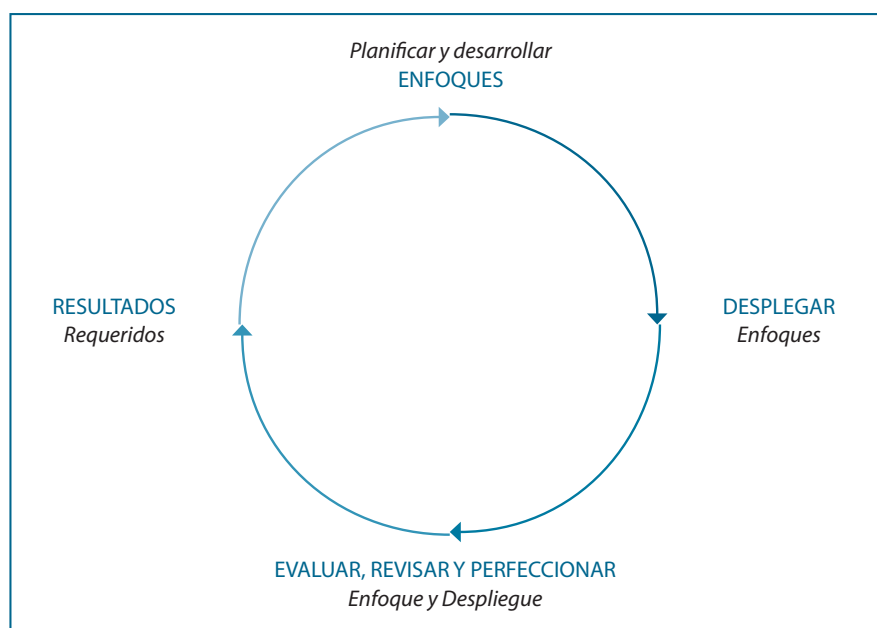 Planificar y desarrollar
ENFOQUES
RESULTADOS
Requeridos
DESPLEGAR
Enfoques
EVALUAR, REVISAR Y PERFECCIONAR
Enfoque y Despliegue